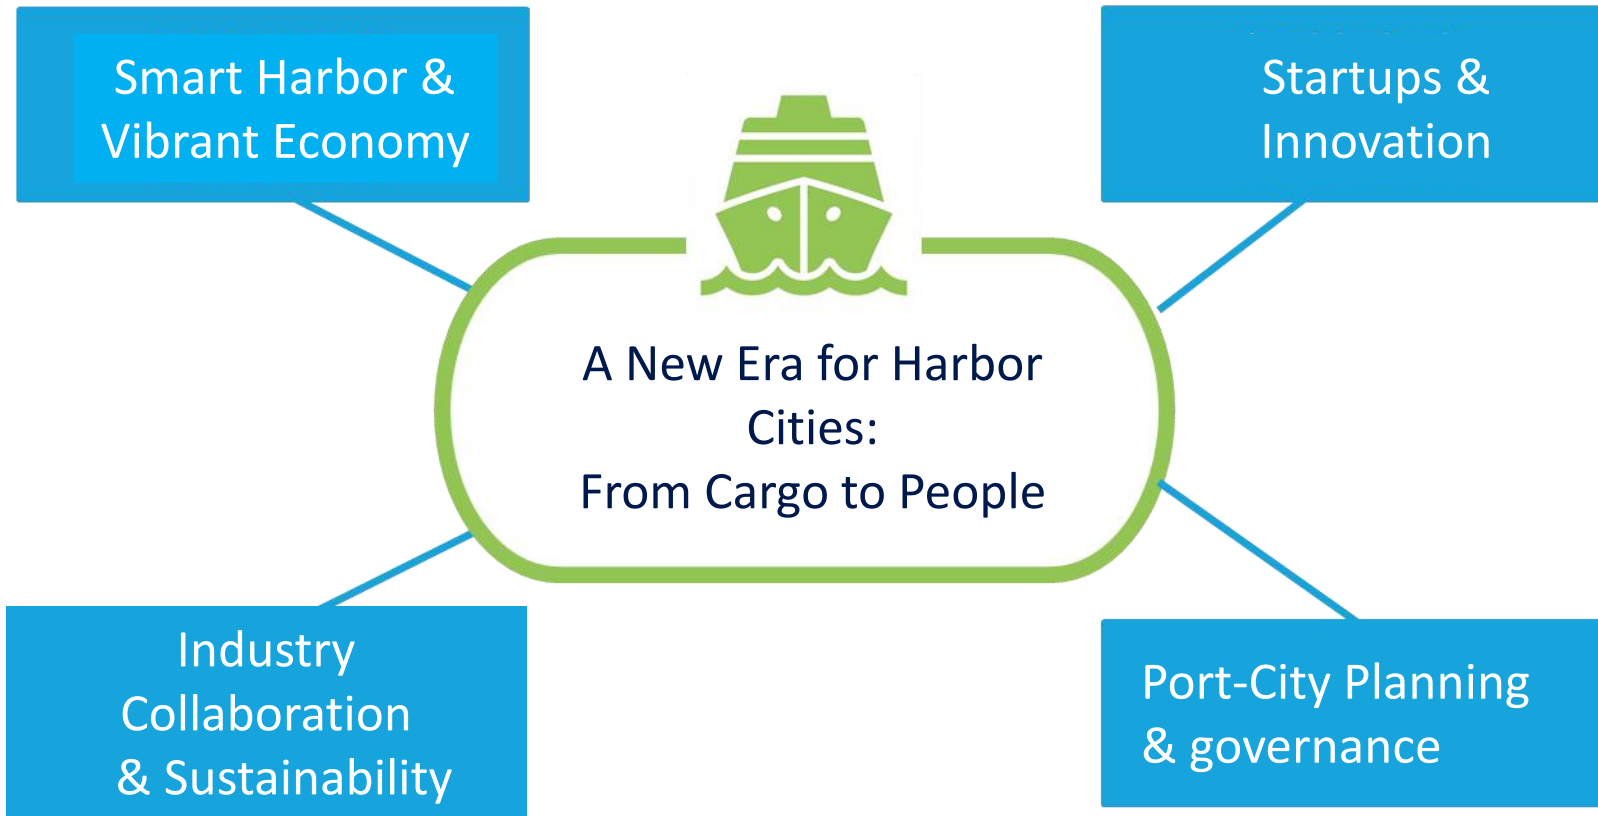 Smart Harbor &
Vibrant Economy
Startups &
Innovation
A New Era for Harbor
Cities:
From Cargo to People
Industry
Collaboration
& Sustainability
Port-City Planning
& governance